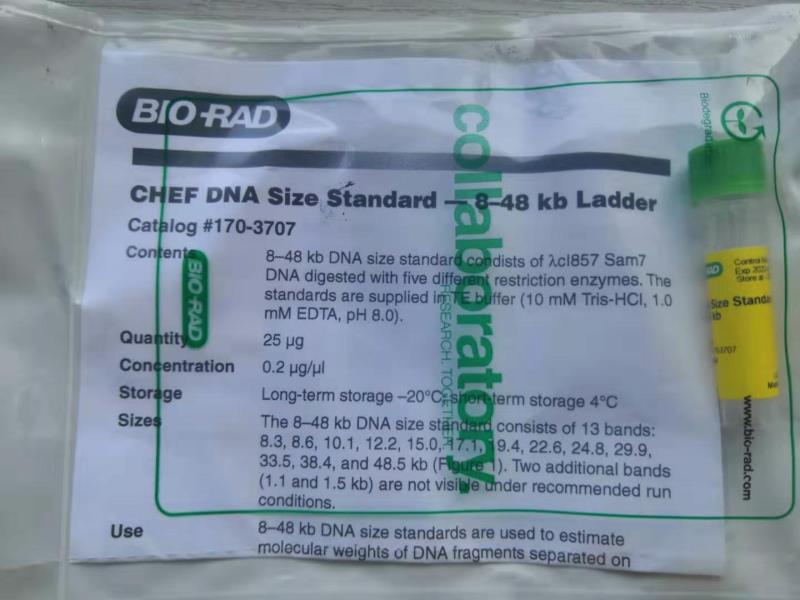 BIO-RAD
CHEF DNA Size Standard — 8–48 kb Ladder
Catalog #170-3707
Contents
8–48 kb DNA size standard condists of λcI857 Sam7
DNA digested with five different restriction enzymes. The
standards are supplied in TE buffer (10 mM Tris-HCl, 1.0
mM EDTA, pH 8.0).
Quantity 25 µg
Concentration 0.2 µg/µl
Storage Long-term storage –20°C, short-term storage 4°C
Sizes The 8–48 kb DNA size standard consists of 13 bands:
8.3, 8.6, 10.1, 12.2, 15.0, 17.1, 19.4, 22.6, 24.8, 29.9,
33.5, 38.4, and 48.5 kb (Figure 1). Two additional bands
(1.1 and 1.5 kb) are not visible under recommended run
conditions.
Use 8–48 kb DNA size standards are used to estimate
molecular weights of DNA fragments separated on
BIO-RAD
collaboratory.
RESEARCH. TOGETHER.
www.bio-rad.com
Size Standa
kb
Store at